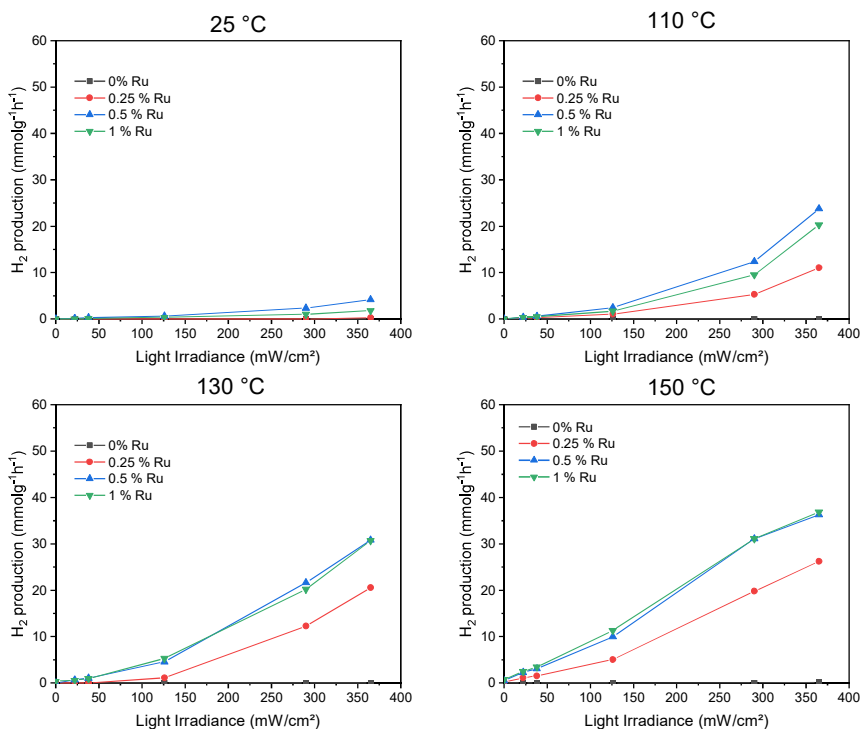 25 °C
60
50
40
30
20
10
0
H₂ production (mmolg⁻¹h⁻¹)
0% Ru
0.25 % Ru
0.5 % Ru
1 % Ru
0 50 100 150 200 250 300 350 400
Light Irradiance (mW/cm²)
110 °C
60
50
40
30
20
10
0
H₂ production (mmolg⁻¹h⁻¹)
0% Ru
0.25 % Ru
0.5 % Ru
1 % Ru
0 50 100 150 200 250 300 350 400
Light Irradiance (mW/cm²)
130 °C
60
50
40
30
20
10
0
H₂ production (mmolg⁻¹h⁻¹)
0% Ru
0.25 % Ru
0.5 % Ru
1 % Ru
0 50 100 150 200 250 300 350 400
Light Irradiance (mW/cm²)
150 °C
60
50
40
30
20
10
0
H₂ production (mmolg⁻¹h⁻¹)
0% Ru
0.25 % Ru
0.5 % Ru
1 % Ru
0 50 100 150 200 250 300 350 400
Light Irradiance (mW/cm²)